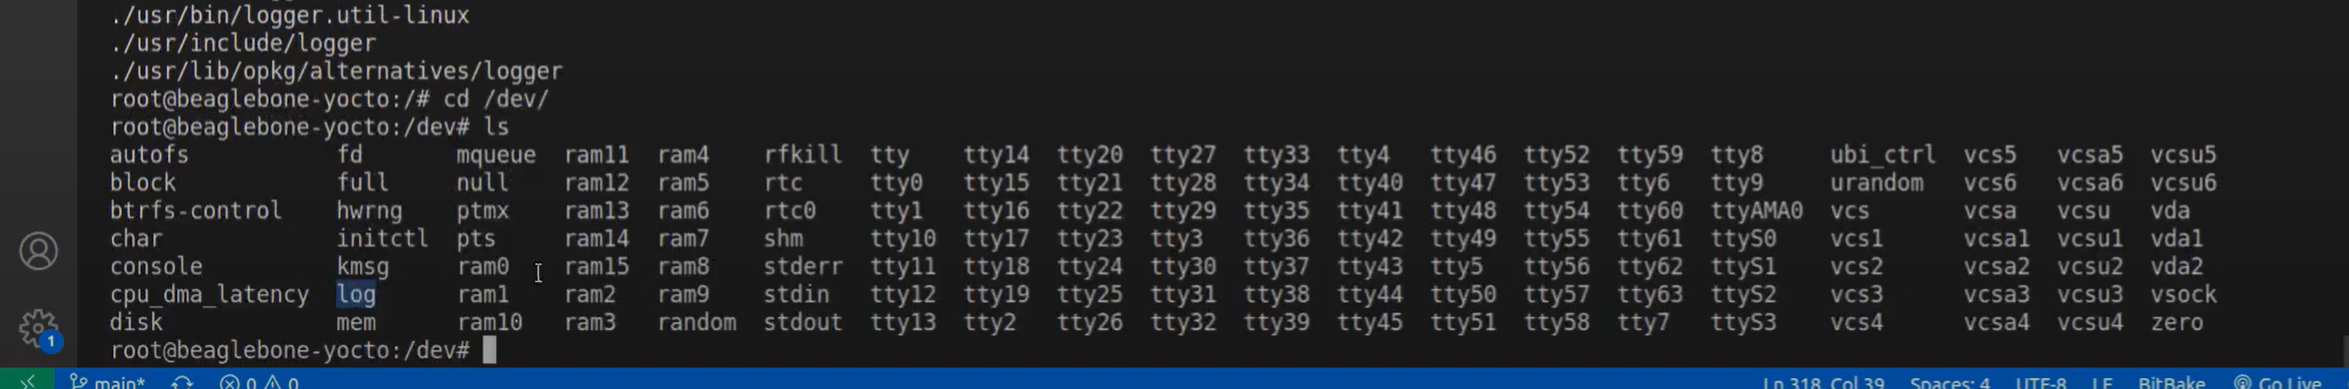 ./usr/bin/logger.util-linux
./usr/include/logger
./usr/lib/opkg/alternatives/logger
root@beaglebone-yocto:/# cd /dev/
root@beaglebone-yocto:/dev# ls
autofs fd mqueue ram11 ram4 rfkill tty tty14 tty20 tty27 tty33 tty4 tty46 tty52 tty59 tty8 ubi_ctrl vcs5 vcsa5 vcsu5
block full null ram12 ram5 rtc tty0 tty15 tty21 tty28 tty34 tty40 tty47 tty53 tty6 tty9 urandom vcs6 vcsa6 vcsu6
btrfs-control hwrng ptmx ram13 ram6 rtc0 tty1 tty16 tty22 tty29 tty35 tty41 tty48 tty54 tty60 ttyAMA0 vcs vcsa vcsu vda
char initctl pts ram14 ram7 shm tty10 tty17 tty23 tty3 tty36 tty42 tty49 tty55 tty61 ttyS0 vcs1 vcsa1 vcsu1 vda1
console kmsg ram0 ram15 ram8 stderr tty11 tty18 tty24 tty30 tty37 tty43 tty5 tty56 tty62 ttyS1 vcs2 vcsa2 vcsu2 vda2
cpu_dma_latency log ram1 ram2 ram9 stdin tty12 tty19 tty25 tty31 tty38 tty44 tty50 tty57 tty63 ttyS2 vcs3 vcsa3 vcsu3 vsock
disk mem ram10 ram3 random stdout tty13 tty2 tty26 tty32 tty39 tty45 tty51 tty58 tty7 ttyS3 vcs4 vcsa4 vcsu4 zero
root@beaglebone-yocto:/dev#
1
main* 0 0 Ln 318, Col 39 Spaces: 4 UTF-8 LF BitBake Go Live